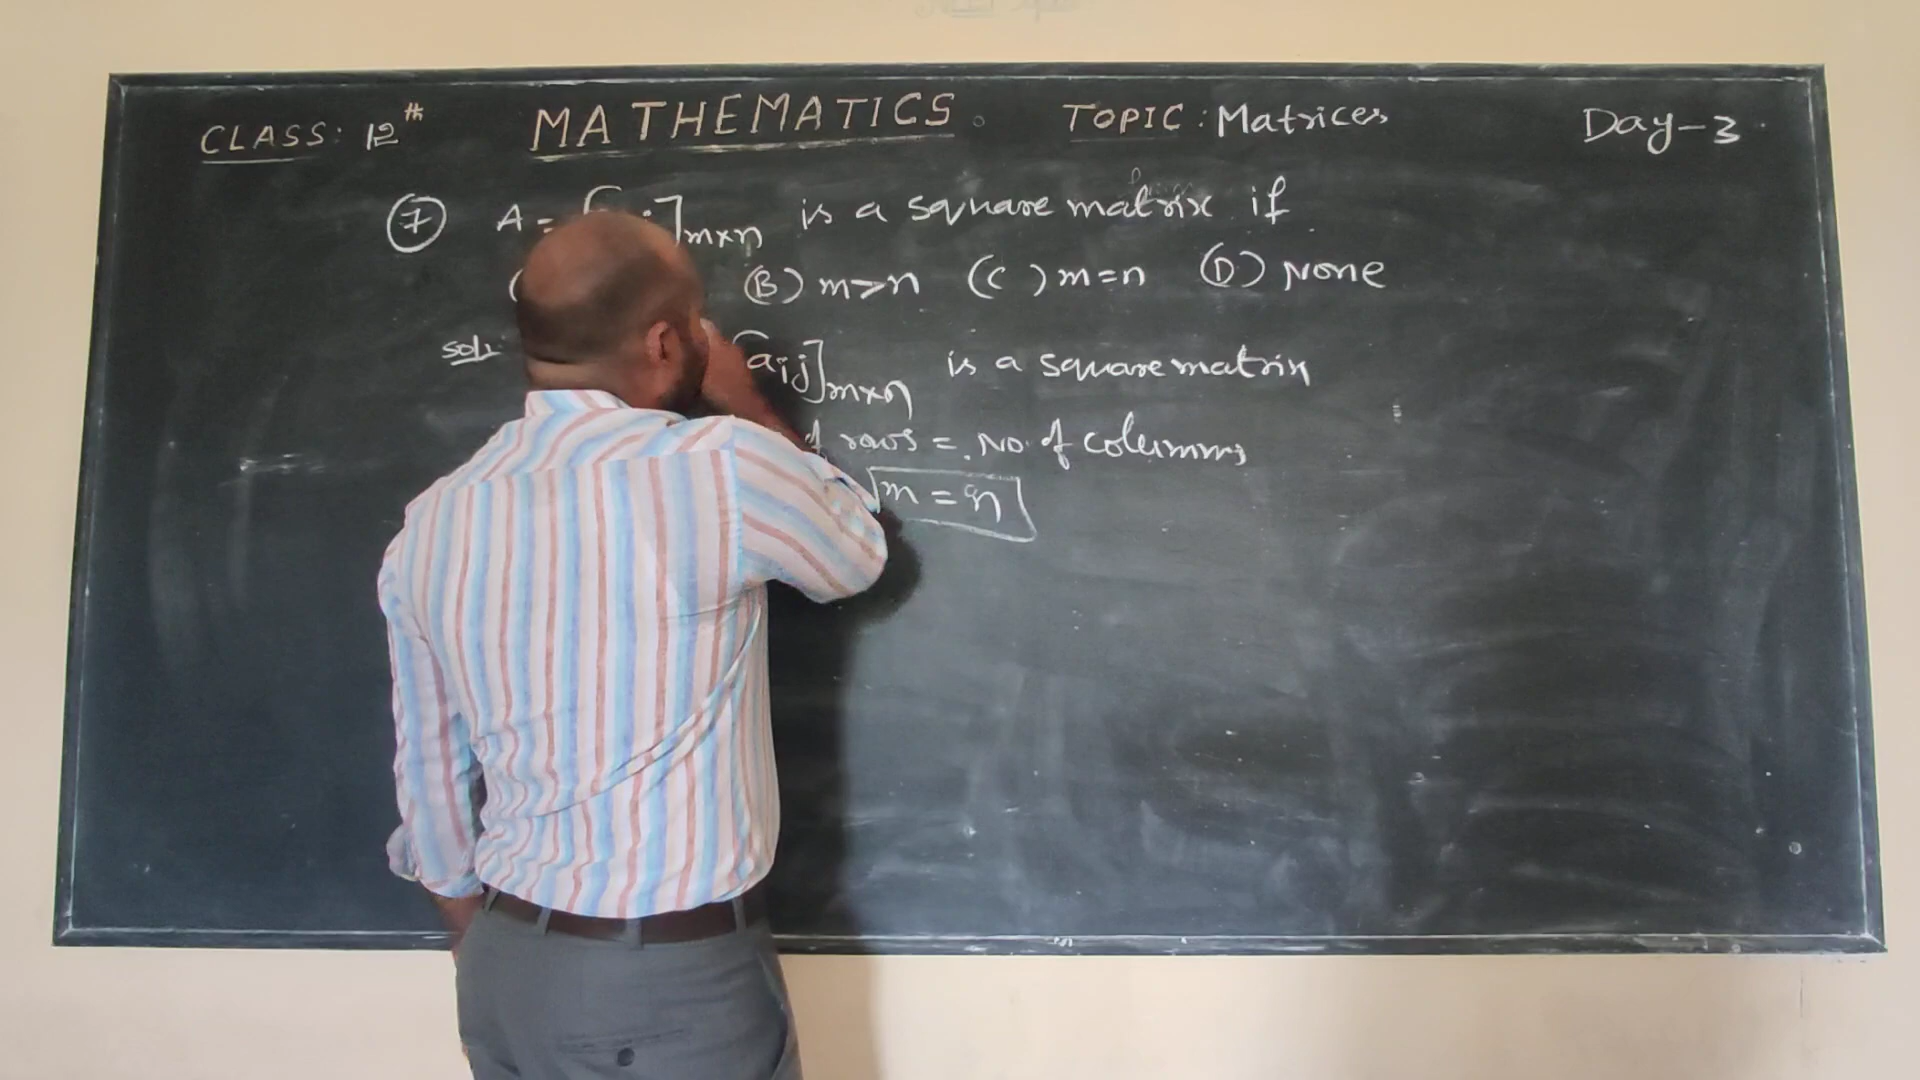 CLASS: 12th MATHEMATICS. TOPIC: Matrices Day-3
7 A = ]m×n is a square matrix if
( (B) m>n (C) m=n (D) None
Sol: [aij]m×n is a square matrix
of rows = No. of columns
m = n